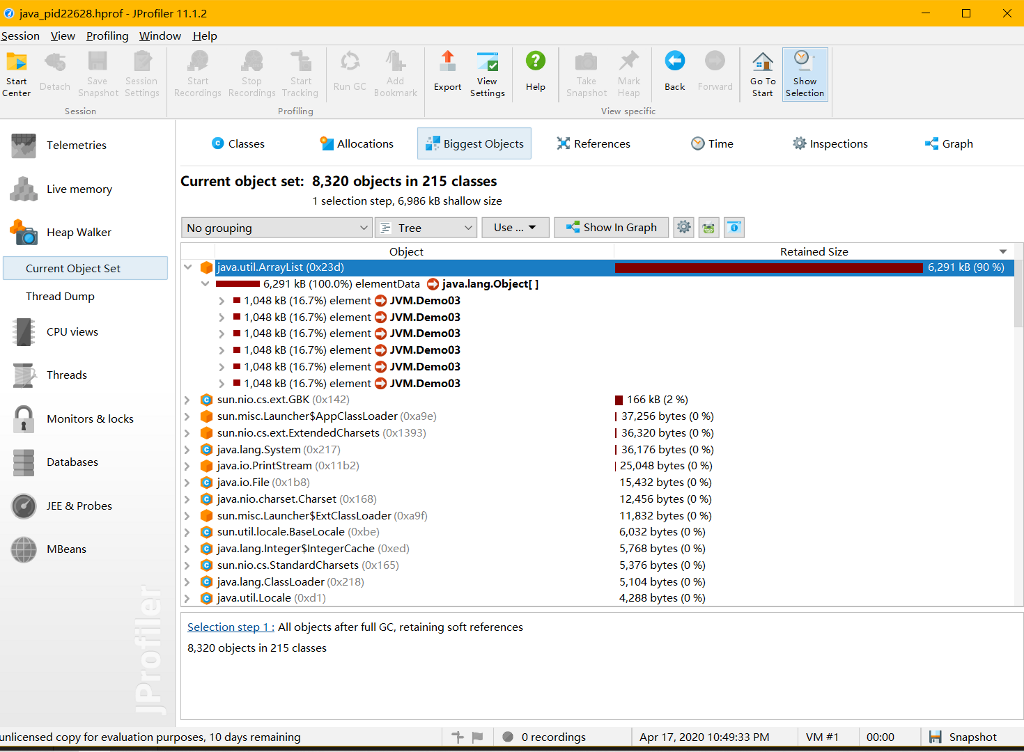 java_pid22628.hprof - JProfiler 11.1.2
Session View Profiling Window Help
Start Center
Detach
Save Snapshot
Session Settings
Start Recordings
Stop Recordings
Start Tracking
Run GC
Add Bookmark
Export
View Settings
Help
Take Snapshot
Mark Heap
Back
Forward
Go To Start
Show Selection
Session
Profiling
View specific
Telemetries
Live memory
Heap Walker
Current Object Set
Thread Dump
CPU views
Threads
Monitors & locks
Databases
JEE & Probes
MBeans
JProfiler
Classes
Allocations
Biggest Objects
References
Time
Inspections
Graph
Current object set: 8,320 objects in 215 classes
1 selection step, 6,986 kB shallow size
No grouping
Tree
Use ...
Show In Graph
Object Retained Size
java.util.ArrayList (0x23d) 6,291 kB (90 %)
6,291 kB (100.0%) elementData java.lang.Object[ ]
1,048 kB (16.7%) element JVM.Demo03
1,048 kB (16.7%) element JVM.Demo03
1,048 kB (16.7%) element JVM.Demo03
1,048 kB (16.7%) element JVM.Demo03
1,048 kB (16.7%) element JVM.Demo03
1,048 kB (16.7%) element JVM.Demo03
sun.nio.cs.ext.GBK (0x142) 166 kB (2 %)
sun.misc.Launcher$AppClassLoader (0xa9e) 37,256 bytes (0 %)
sun.nio.cs.ext.ExtendedCharsets (0x1393) 36,320 bytes (0 %)
java.lang.System (0x217) 36,176 bytes (0 %)
java.io.PrintStream (0x11b2) 25,048 bytes (0 %)
java.io.File (0x1b8) 15,432 bytes (0 %)
java.nio.charset.Charset (0x168) 12,456 bytes (0 %)
sun.misc.Launcher$ExtClassLoader (0xa9f) 11,832 bytes (0 %)
sun.util.locale.BaseLocale (0xbe) 6,032 bytes (0 %)
java.lang.Integer$IntegerCache (0xed) 5,768 bytes (0 %)
sun.nio.cs.StandardCharsets (0x165) 5,376 bytes (0 %)
java.lang.ClassLoader (0x218) 5,104 bytes (0 %)
java.util.Locale (0xd1) 4,288 bytes (0 %)
Selection step 1 : All objects after full GC, retaining soft references
8,320 objects in 215 classes
unlicensed copy for evaluation purposes, 10 days remaining
0 recordings
Apr 17, 2020 10:49:33 PM
VM #1
00:00
Snapshot